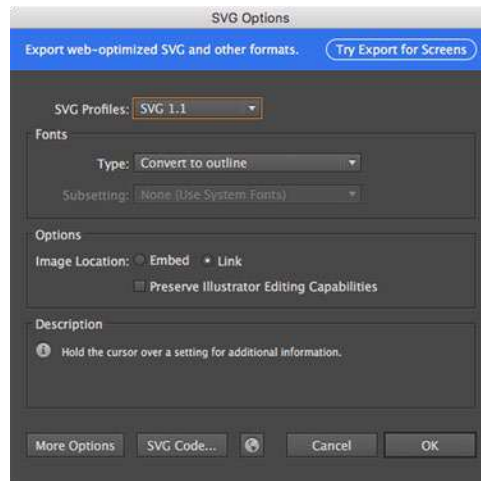 SVG Options
Export web-optimized SVG and other formats. Try Export for Screens
SVG Profiles: SVG 1.1
Fonts
Type: Convert to outline
Subsetting: None (Use System Fonts)
Options
Image Location: Embed Link
Preserve Illustrator Editing Capabilities
Description
Hold the cursor over a setting for additional information.
More Options SVG Code... Cancel OK